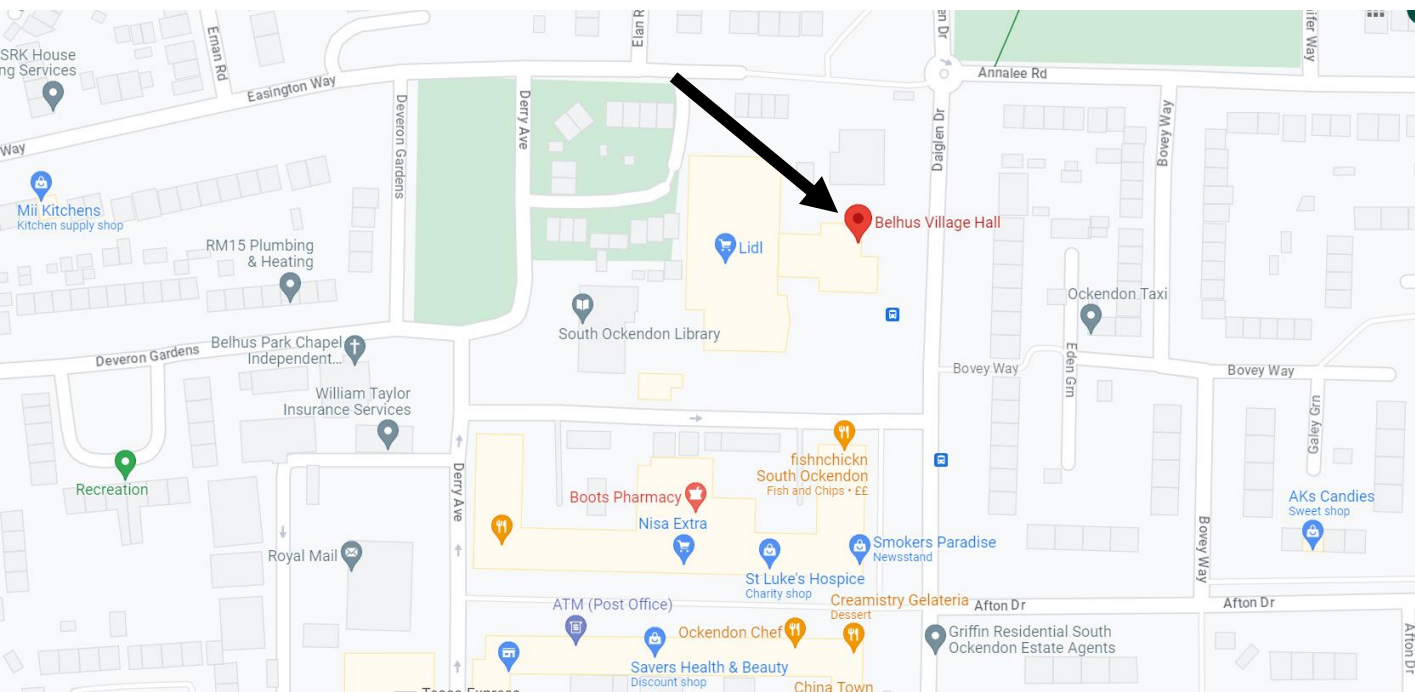 SRK House
ng Services
Ernan Rd
Elan R
en Dr
ifer Way
Easington Way
Annalee Rd
Way
Deveron Gardens
Derry Ave
Daiglen Dr
Bovey Way
Mii Kitchens
Kitchen supply shop
Belhus Village Hall
RM15 Plumbing
& Heating
Lidl
Ockendon Taxi
South Ockendon Library
Belhus Park Chapel
Independent...
Deveron Gardens
Bovey Way
Eden Grn
Bovey Way
William Taylor
Insurance Services
Galey Grn
fishnchickn
South Ockendon
Fish and Chips • ££
Recreation
Derry Ave
Boots Pharmacy
Nisa Extra
AKs Candies
Sweet shop
Bovey Way
Royal Mail
Smokers Paradise
Newsstand
St Luke's Hospice
Charity shop
ATM (Post Office)
Creamistry Gelateria
Dessert
Afton Dr
Afton Dr
Ockendon Chef
Griffin Residential South
Ockendon Estate Agents
Afton Dr
Savers Health & Beauty
Discount shop
China Town
Tesco Express